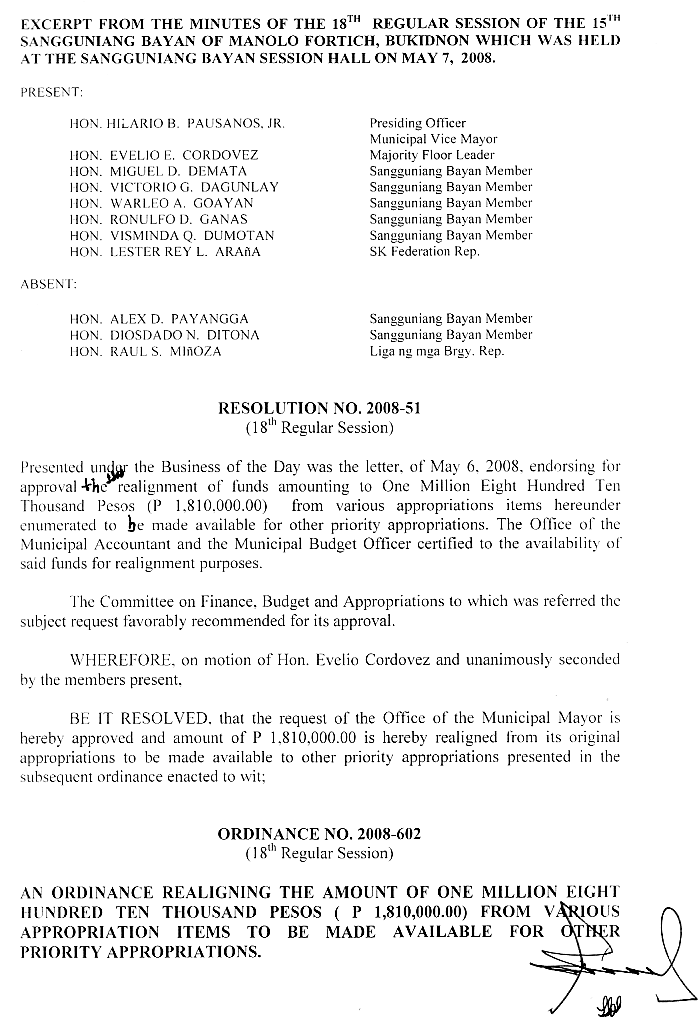 EXCERPT FROM THE MINUTES OF THE 18TH REGULAR SESSION OF THE 15TH
SANGGUNIANG BAYAN OF MANOLO FORTICH, BUKIDNON WHICH WAS HELD
AT THE SANGGUNIANG BAYAN SESSION HALL ON MAY 7, 2008.
PRESENT:
HON. HILARIO B. PAUSANOS, JR. Presiding Officer
Municipal Vice Mayor
HON. EVELIO E. CORDOVEZ Majority Floor Leader
HON. MIGUEL D. DEMATA Sangguniang Bayan Member
HON. VICTORIO G. DAGUNLAY Sangguniang Bayan Member
HON. WARLEO A. GOAYAN Sangguniang Bayan Member
HON. RONULFO D. GANAS Sangguniang Bayan Member
HON. VISMINDA Q. DUMOTAN Sangguniang Bayan Member
HON. LESTER REY L. ARAñA SK Federation Rep.
ABSENT:
HON. ALEX D. PAYANGGA Sangguniang Bayan Member
HON. DIOSDADO N. DITONA Sangguniang Bayan Member
HON. RAUL S. MIñOZA Liga ng mga Brgy. Rep.
RESOLUTION NO. 2008-51
(18th Regular Session)
Presented under the Business of the Day was the letter, of May 6, 2008, endorsing for
approval the realignment of funds amounting to One Million Eight Hundred Ten
Thousand Pesos (P 1,810.000.00) from various appropriations items hereunder
enumerated to be made available for other priority appropriations. The Office of the
Municipal Accountant and the Municipal Budget Officer certified to the availability of
said funds for realignment purposes.
The Committee on Finance, Budget and Appropriations to which was referred the
subject request favorably recommended for its approval.
WHEREFORE, on motion of Hon. Evelio Cordovez and unanimously seconded
by the members present,
BE IT RESOLVED, that the request of the Office of the Municipal Mayor is
hereby approved and amount of P 1,810,000.00 is hereby realigned from its original
appropriations to be made available to other priority appropriations presented in the
subsequent ordinance enacted to wit;
ORDINANCE NO. 2008-602
(18th Regular Session)
AN ORDINANCE REALIGNING THE AMOUNT OF ONE MILLION EIGHT
HUNDRED TEN THOUSAND PESOS ( P 1,810,000.00) FROM VARIOUS
APPROPRIATION ITEMS TO BE MADE AVAILABLE FOR OTHER
PRIORITY APPROPRIATIONS.